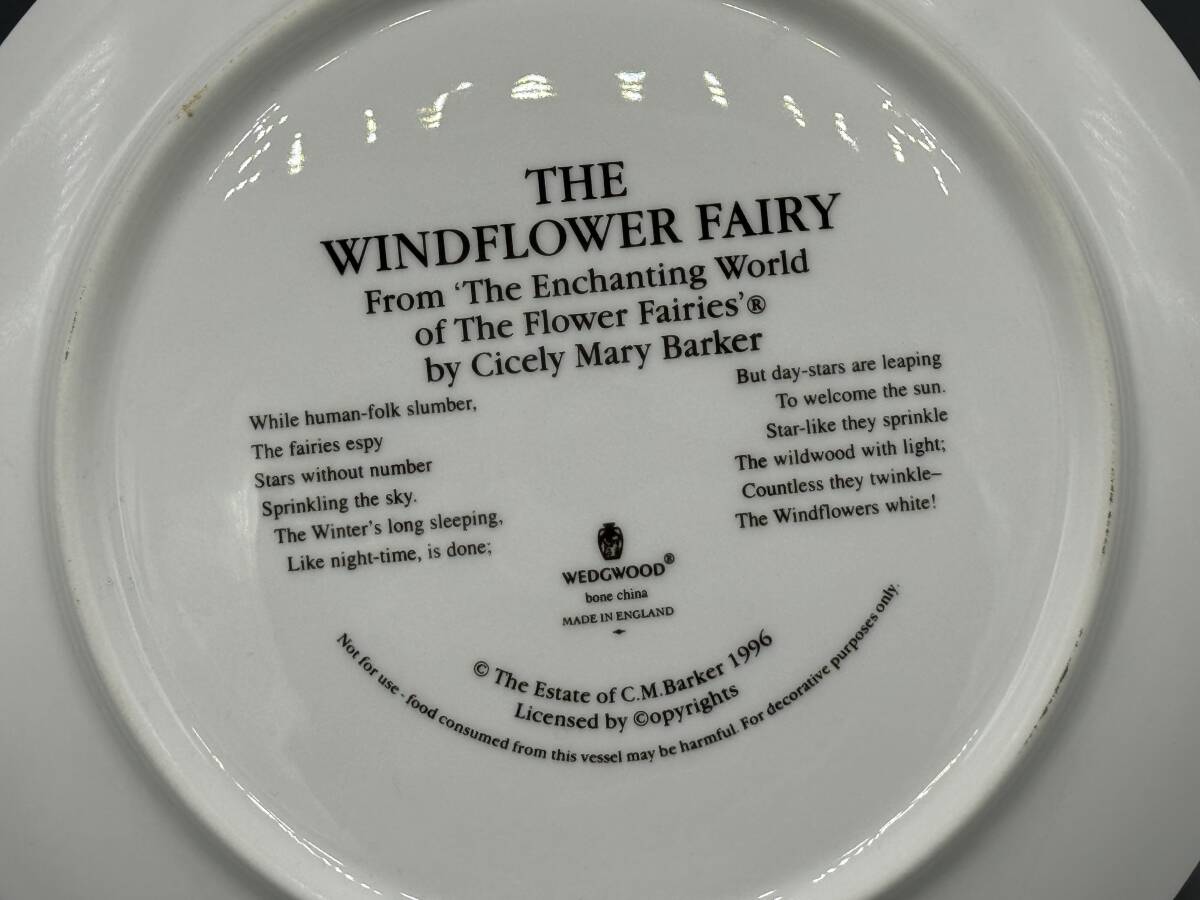 THE
WINDFLOWER FAIRY
From ‘The Enchanting World
of The Flower Fairies’®
by Cicely Mary Barker
While human-folk slumber,
The fairies espy
Stars without number
Sprinkling the sky.
The Winter’s long sleeping,
Like night-time, is done;
But day-stars are leaping
To welcome the sun.
Star-like they sprinkle
The wildwood with light;
Countless they twinkle–
The Windflowers white!
WEDGWOOD®
bone china
MADE IN ENGLAND
© The Estate of C.M.Barker 1996
Licensed by ©opyrights
Not for use - food consumed from this vessel may be harmful. For decorative purposes only.